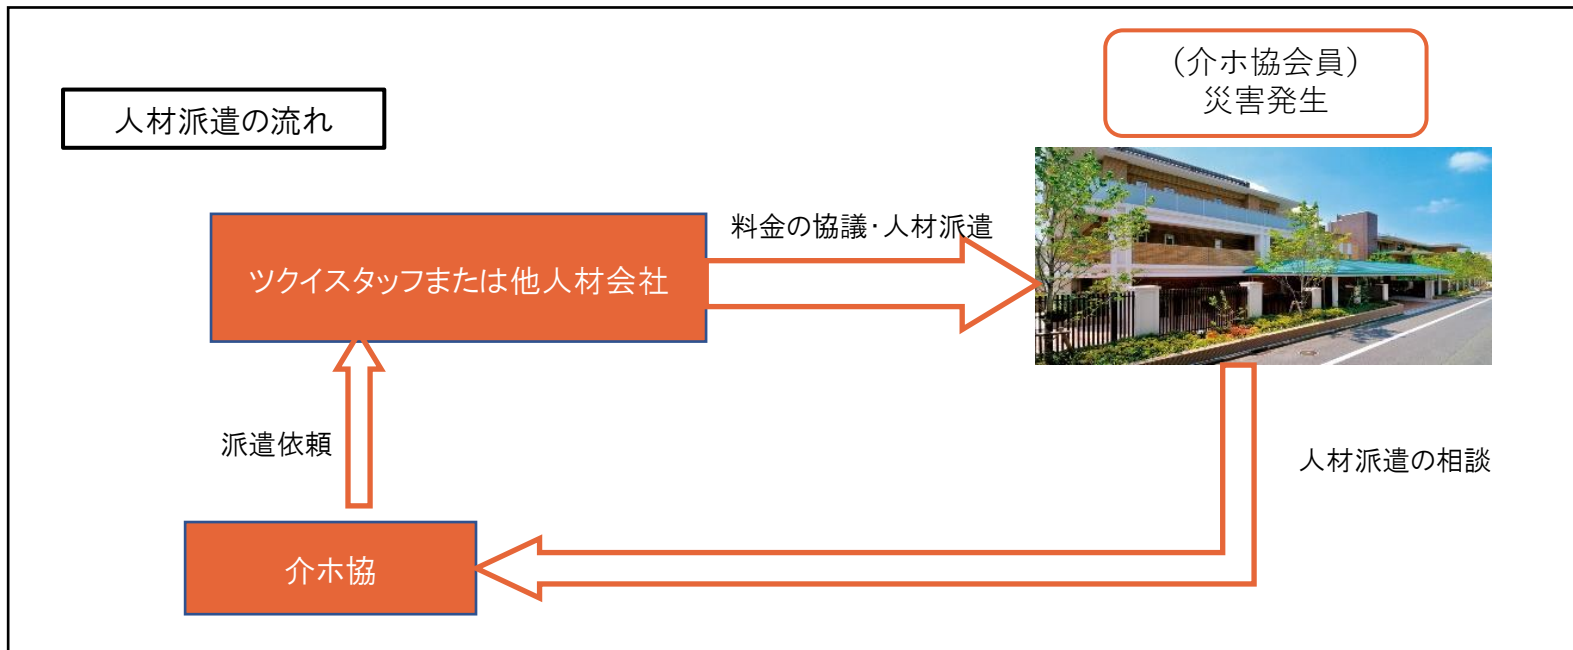 (介ホ協会員)
災害発生
人材派遣の流れ
料金の協議・人材派遣
ツクイスタッフまたは他人材会社
派遣依頼
人材派遣の相談
介ホ協